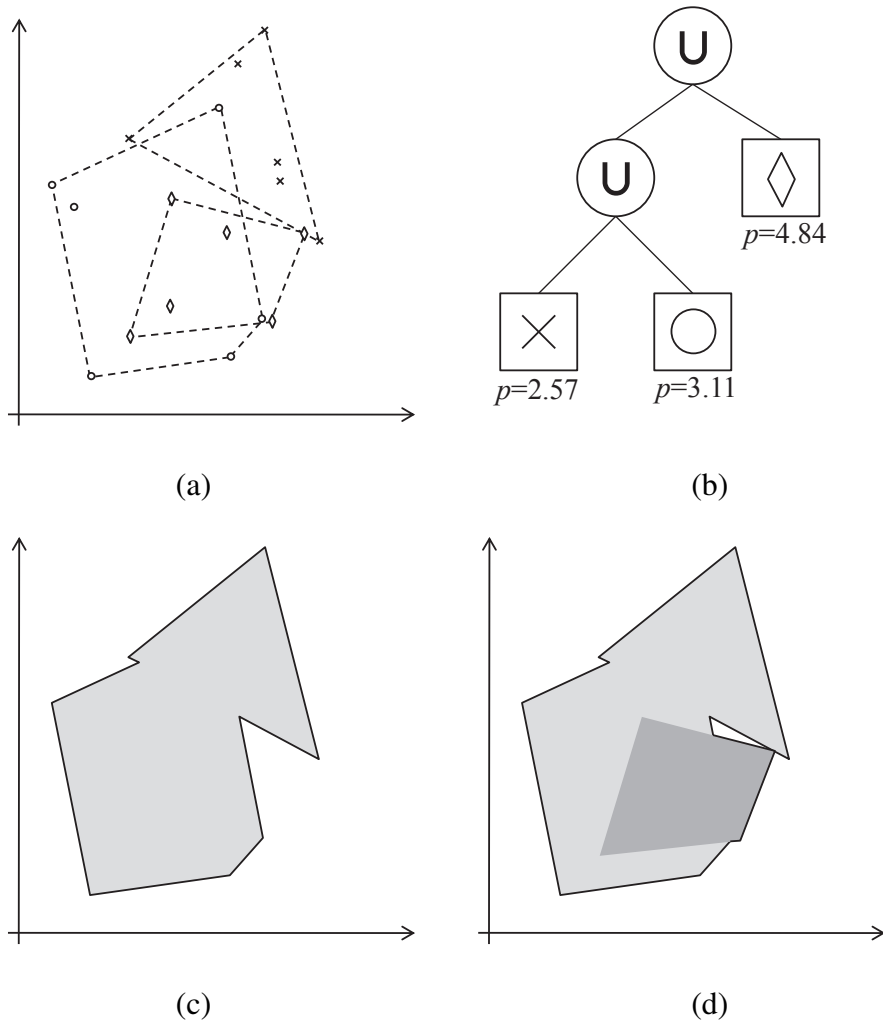 ∪
∪
p=4.84
p=2.57
p=3.11
(a)
(b)
(c)
(d)